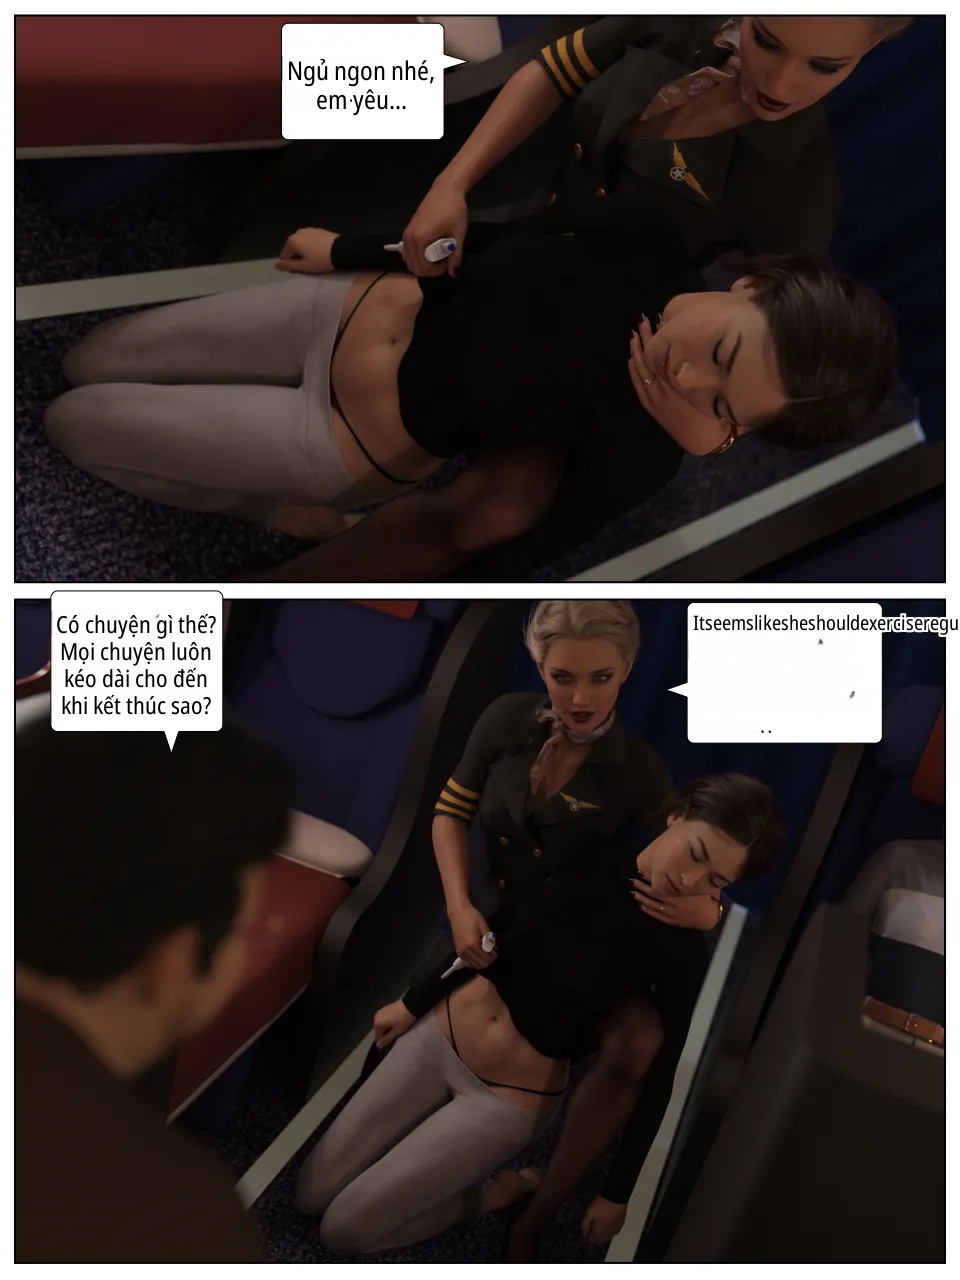 Ngủ ngon nhé,
em yêu...
Có chuyện gì thế?
Mọi chuyện luôn
kéo dài cho đến
khi kết thúc sao?
Itseemslikesheshouldexerciseregu
..